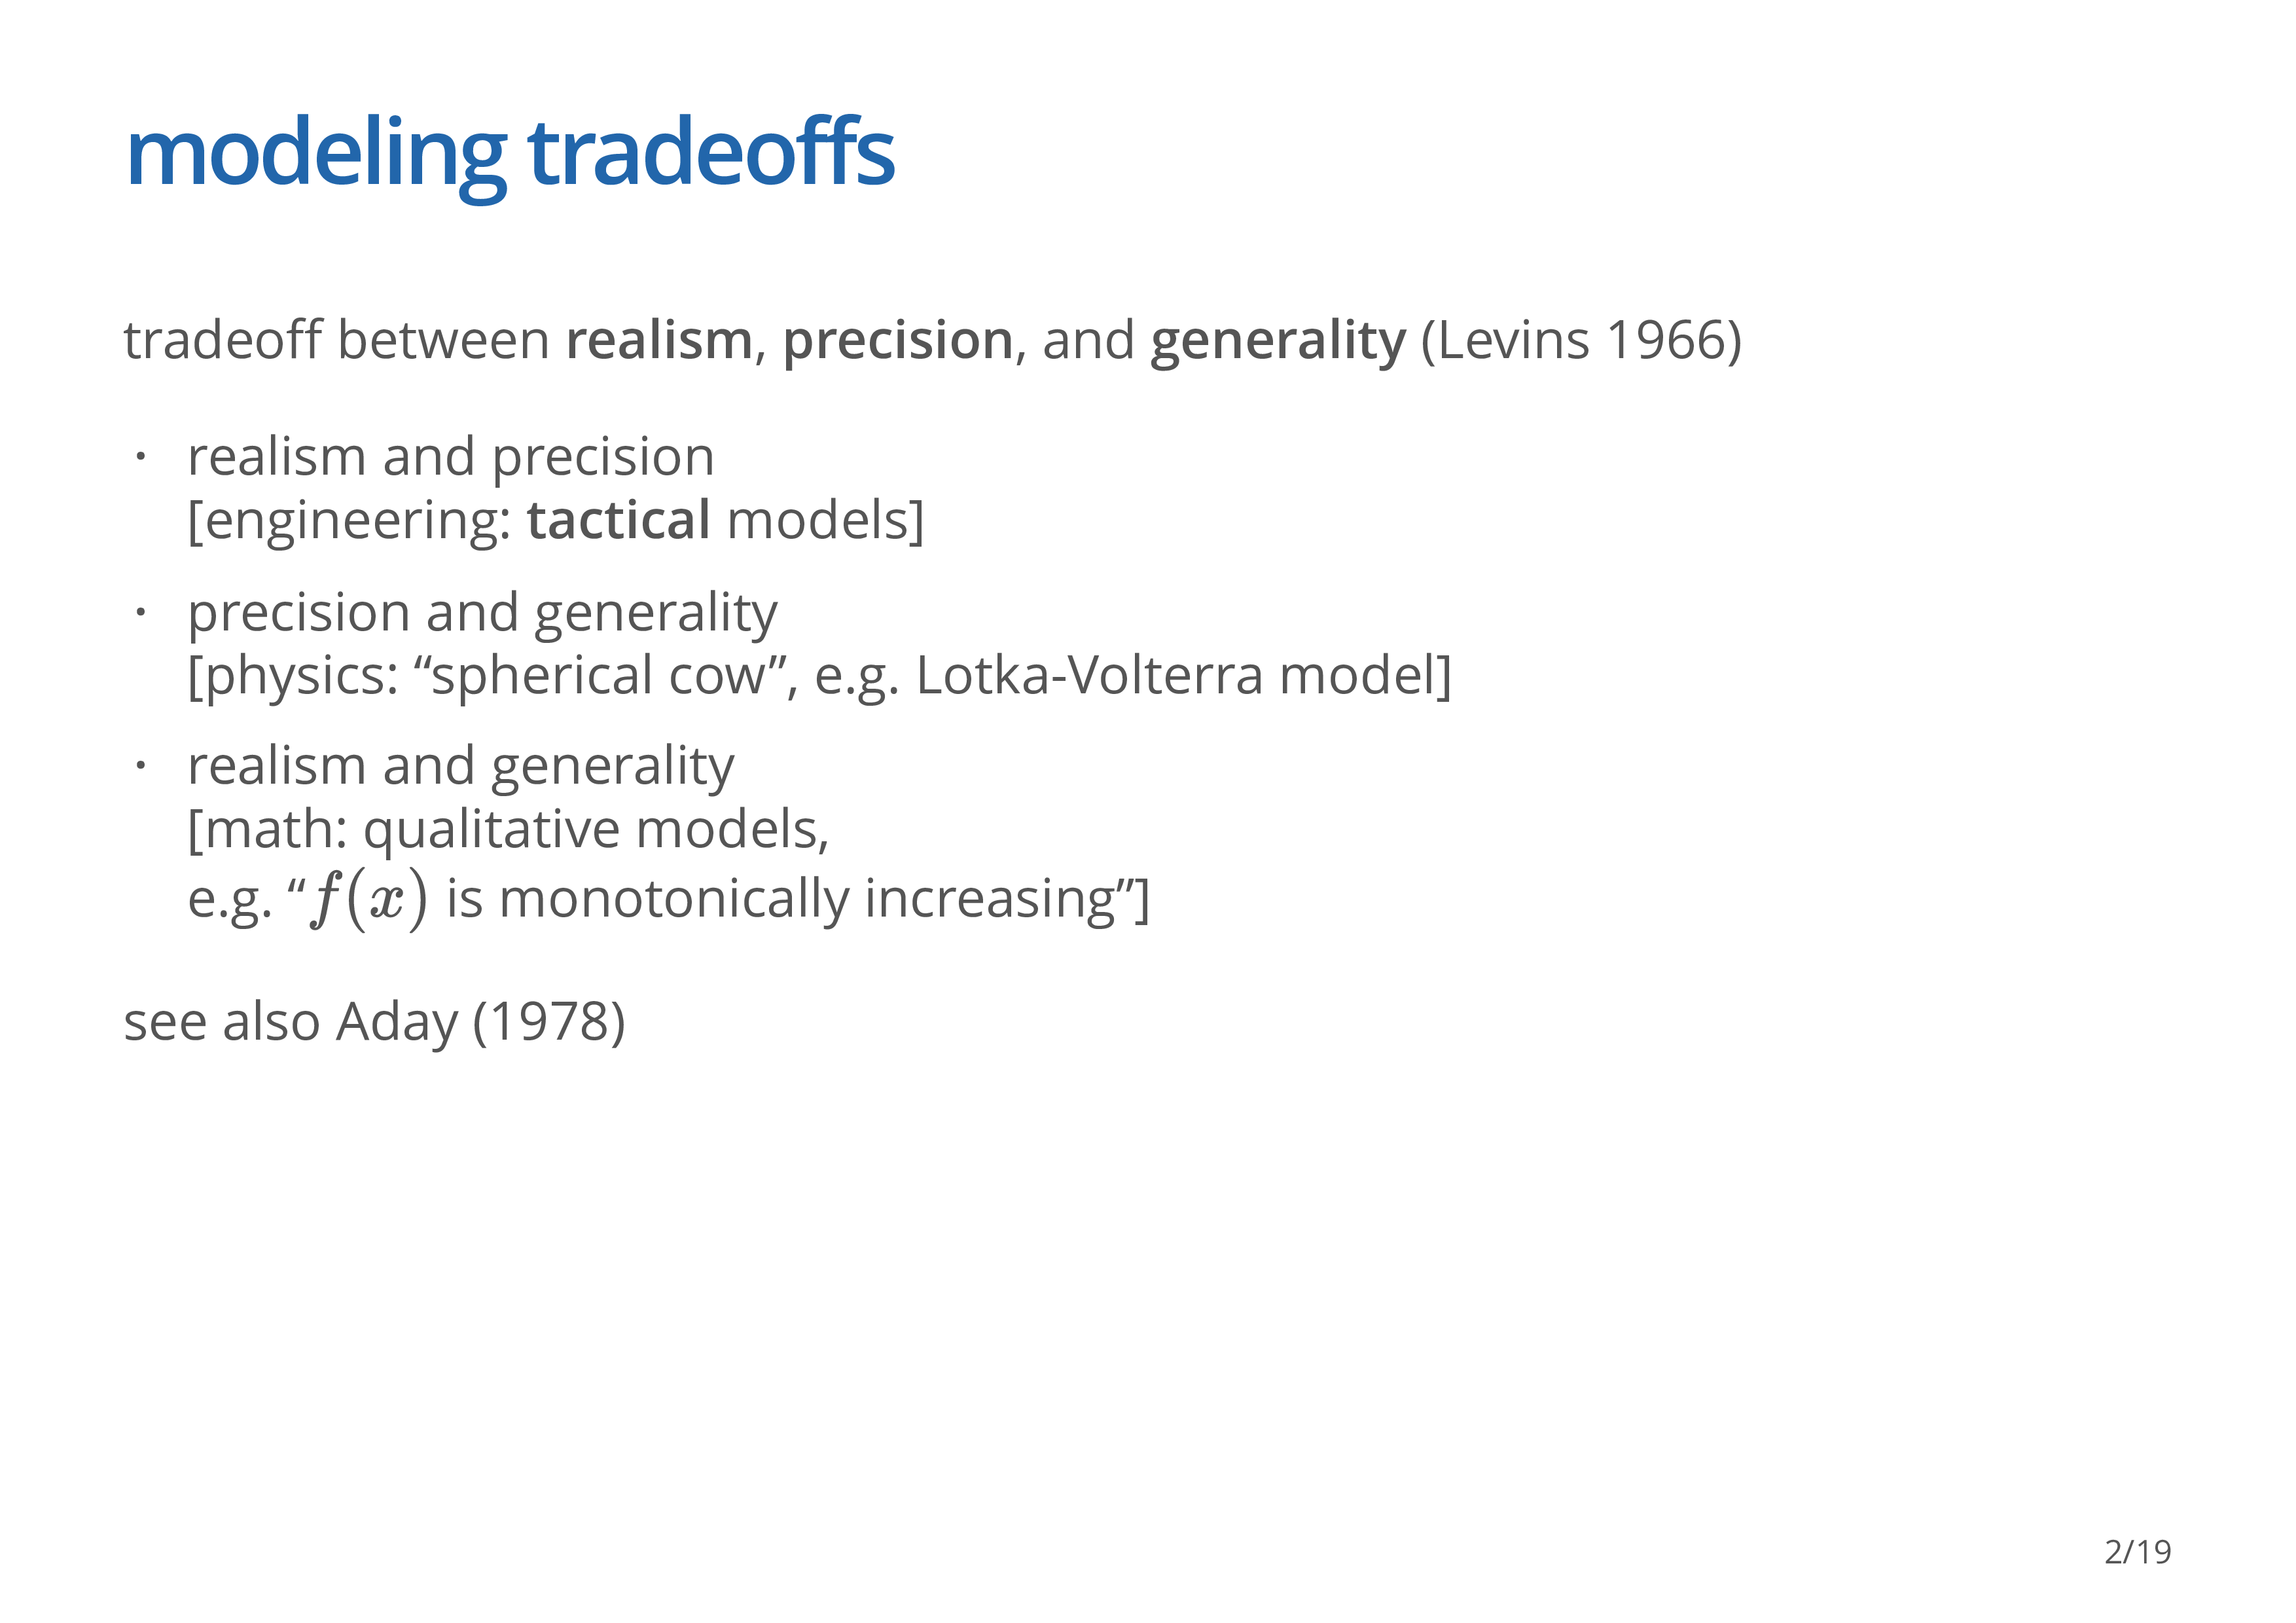 modeling tradeoffs
tradeoff between realism, precision, and generality (Levins 1966)
· realism and precision
[engineering: tactical models]
· precision and generality
[physics: “spherical cow”, e.g. Lotka-Volterra model]
· realism and generality
[math: qualitative models,
e.g. “f(x) is monotonically increasing”]
see also Aday (1978)
2/19